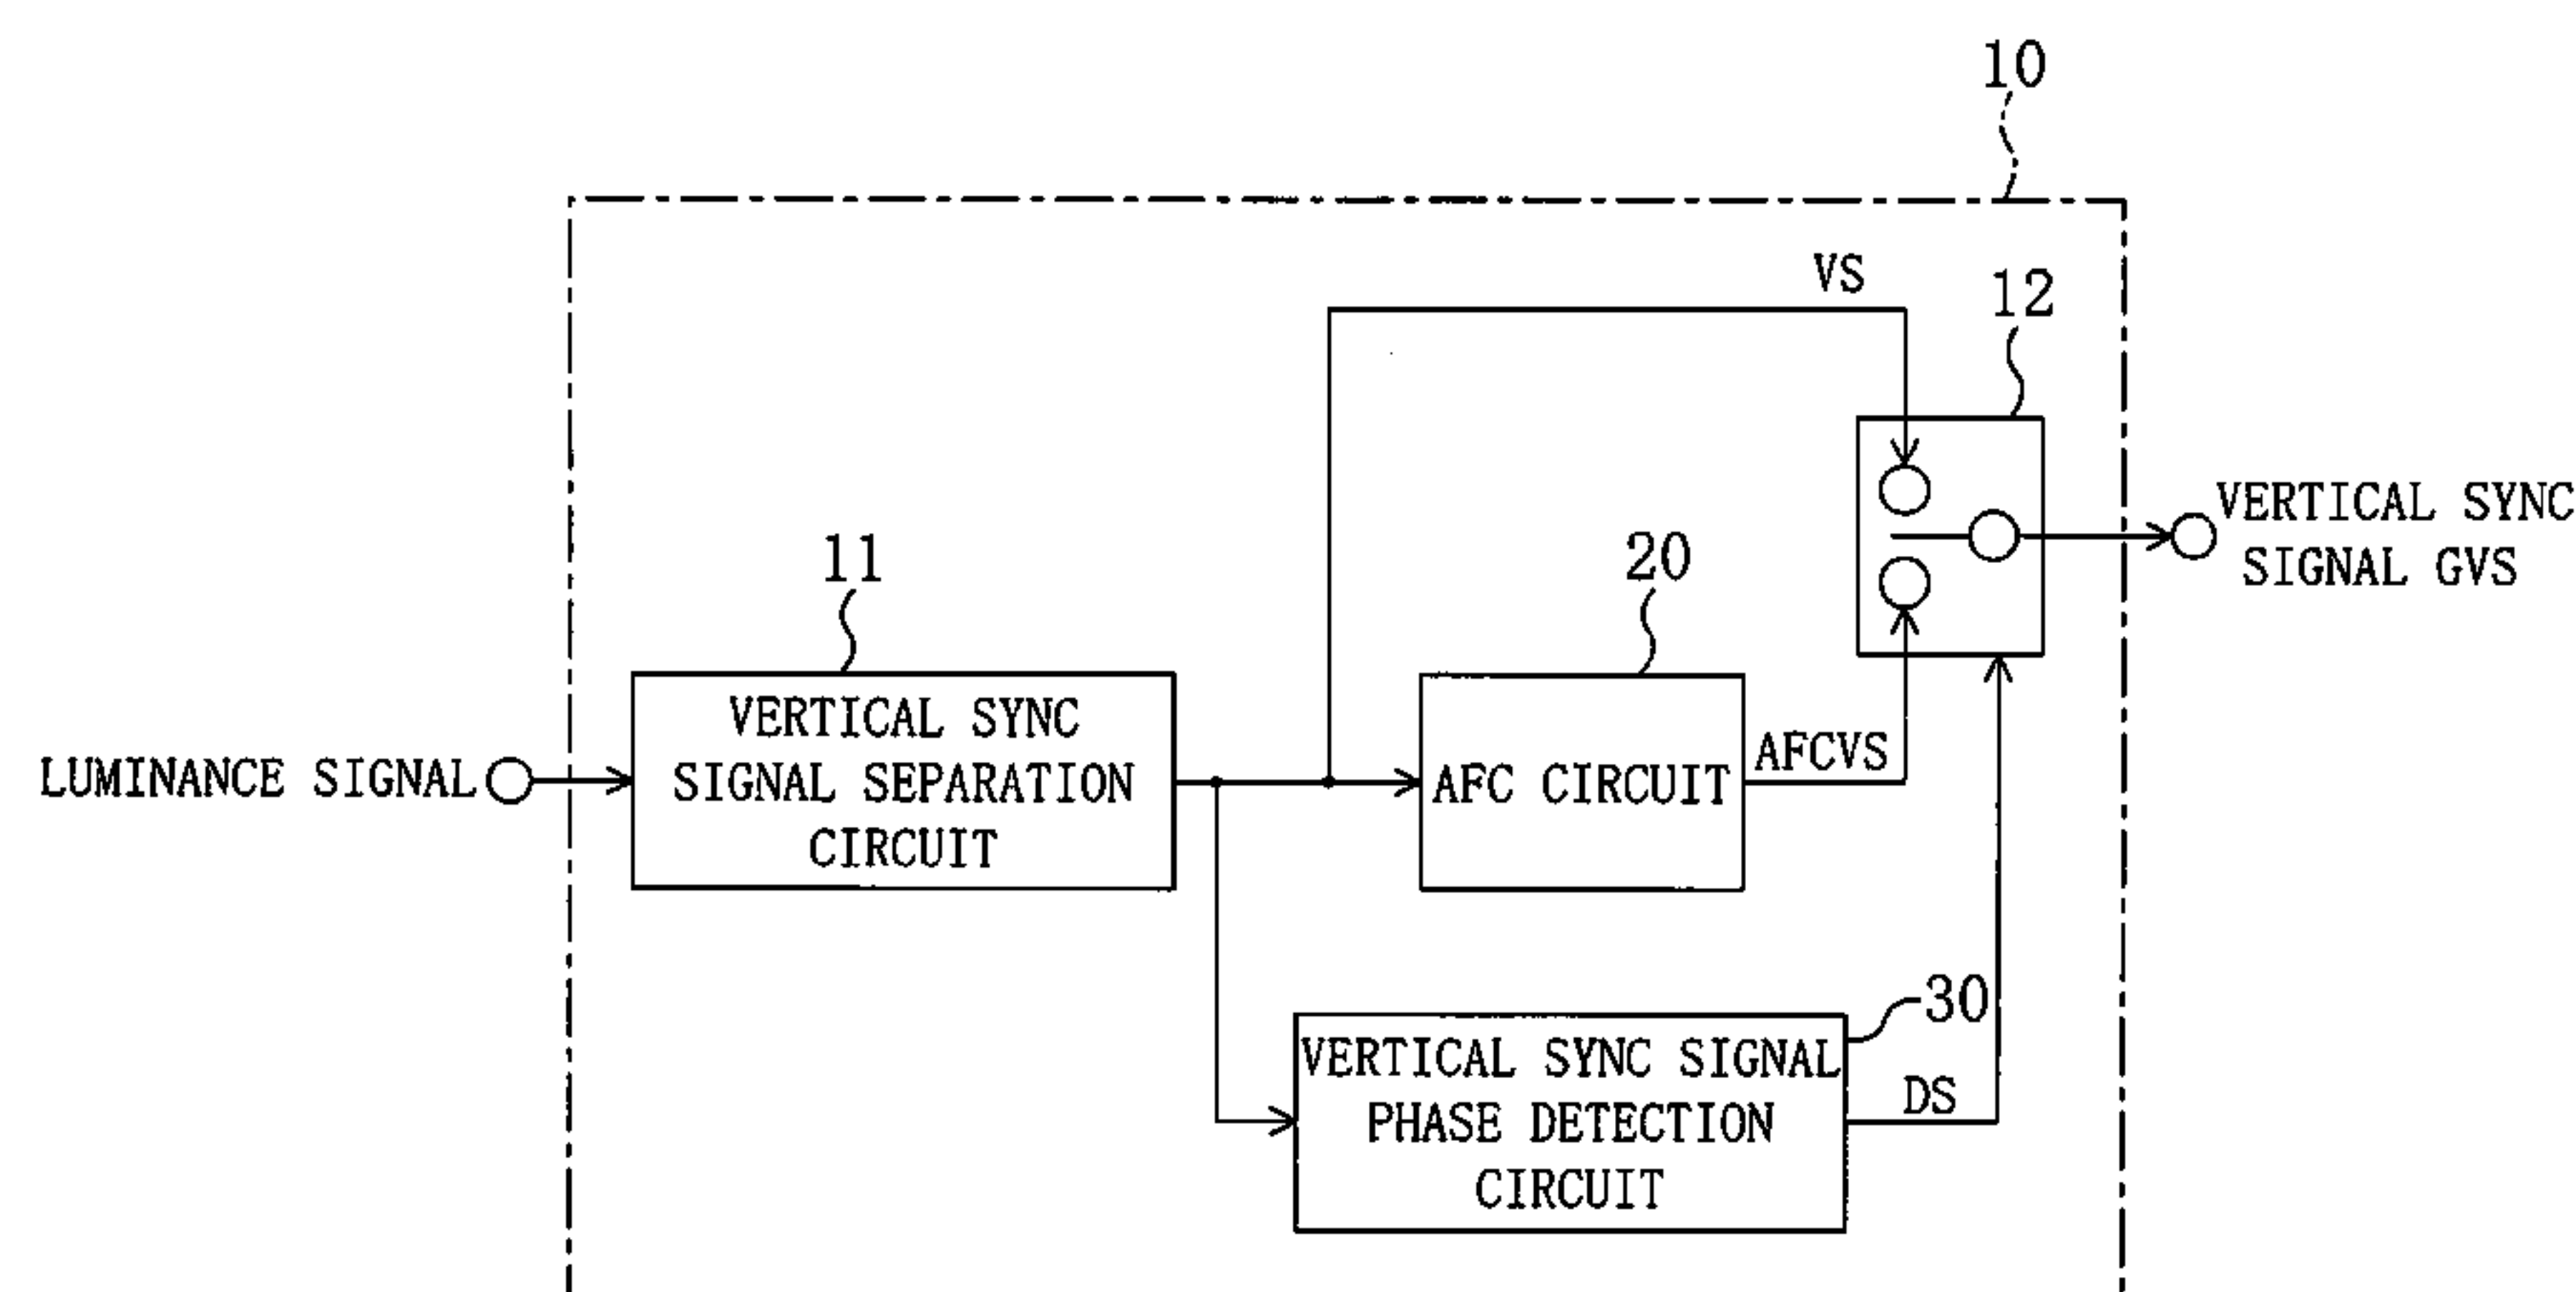 10
VS
12
VERTICAL SYNC
SIGNAL GVS
11
20
VERTICAL SYNC
SIGNAL SEPARATION
CIRCUIT
LUMINANCE SIGNAL
AFC CIRCUIT
AFCVS
30
VERTICAL SYNC SIGNAL
PHASE DETECTION
CIRCUIT
DS